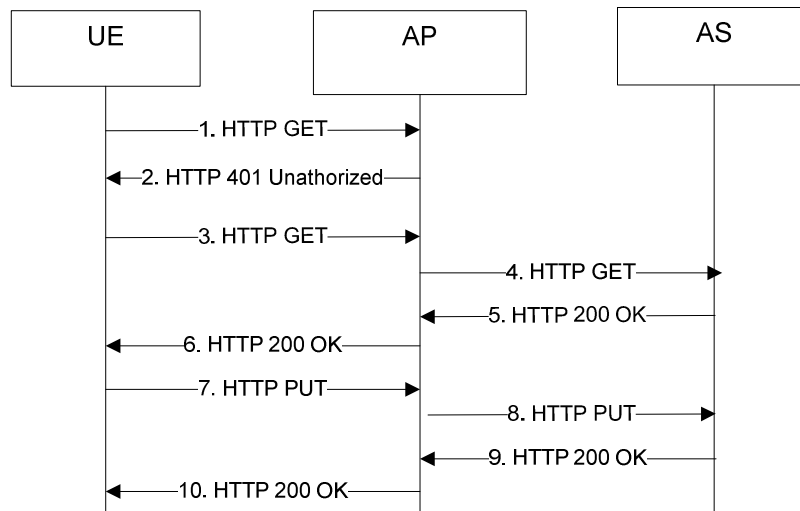 UE
AP
AS
1. HTTP GET
2. HTTP 401 Unathorized
3. HTTP GET
4. HTTP GET
5. HTTP 200 OK
6. HTTP 200 OK
7. HTTP PUT
8. HTTP PUT
9. HTTP 200 OK
10. HTTP 200 OK